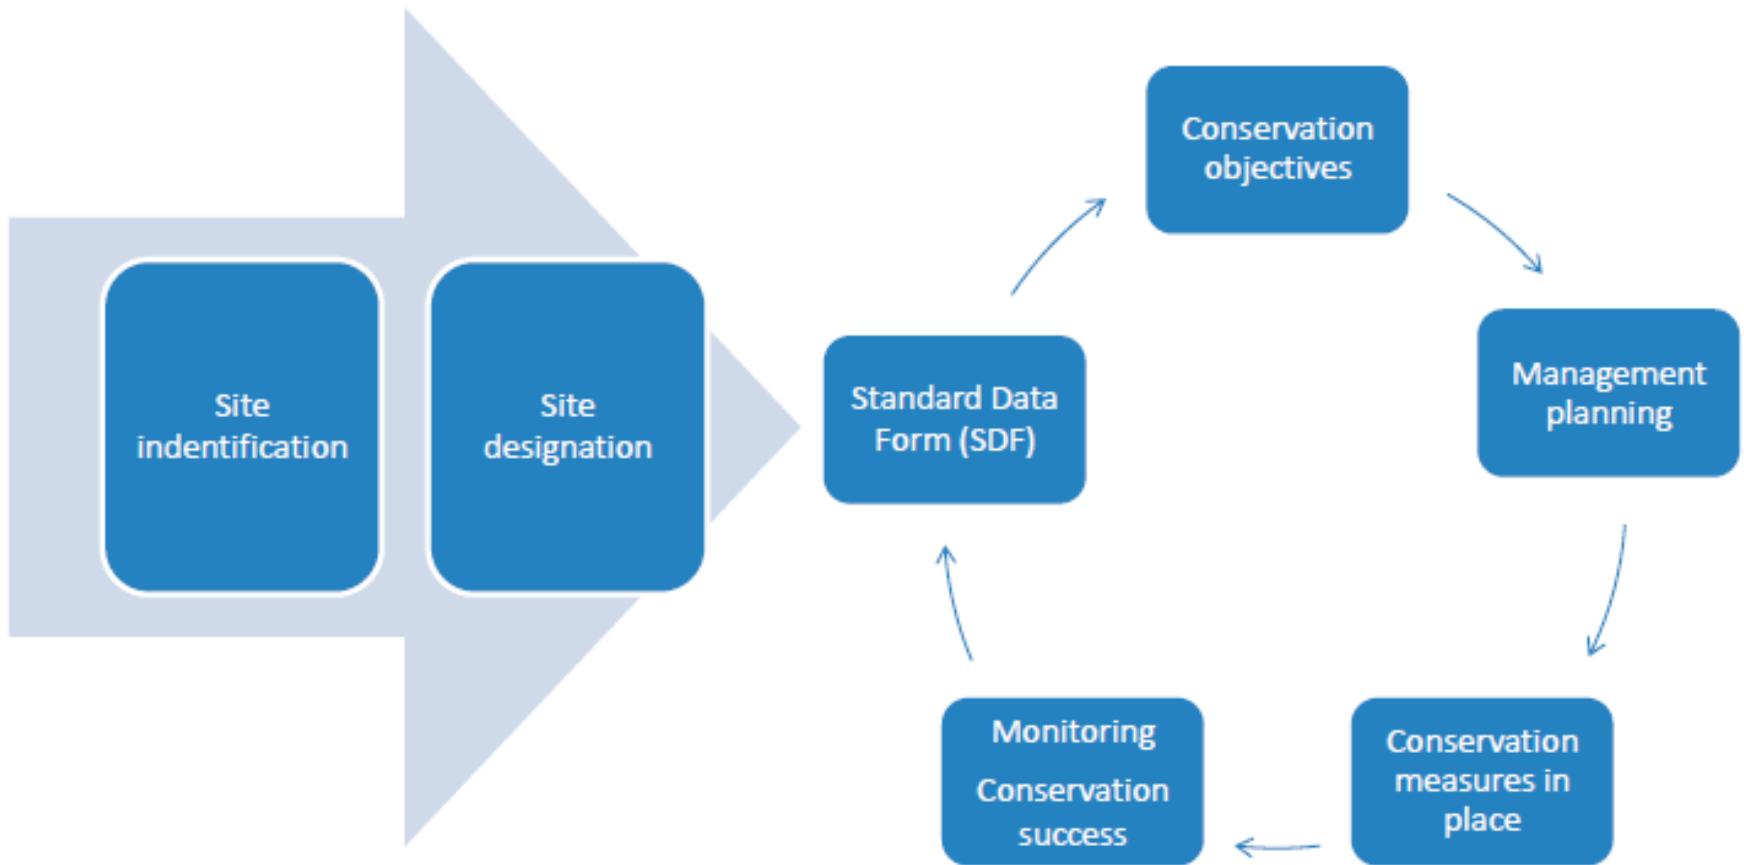 Site
indentification
Site
designation
Standard Data
Form (SDF)
Conservation
objectives
Management
planning
Conservation
measures in
place
Monitoring
Conservation
success